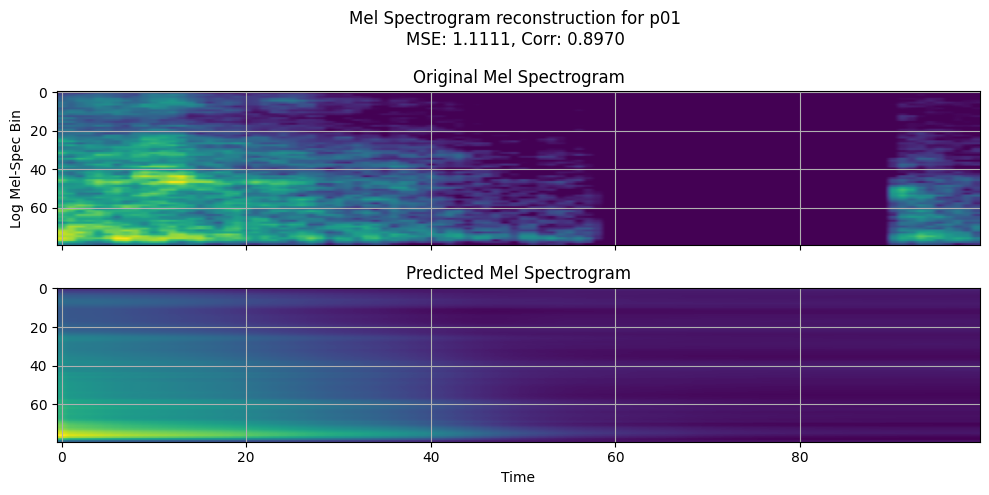 Mel Spectrogram reconstruction for p01
MSE: 1.1111, Corr: 0.8970
Original Mel Spectrogram
0
20
40
60
Log Mel-Spec Bin
Predicted Mel Spectrogram
0
20
40
60
0 20 40 60 80
Time